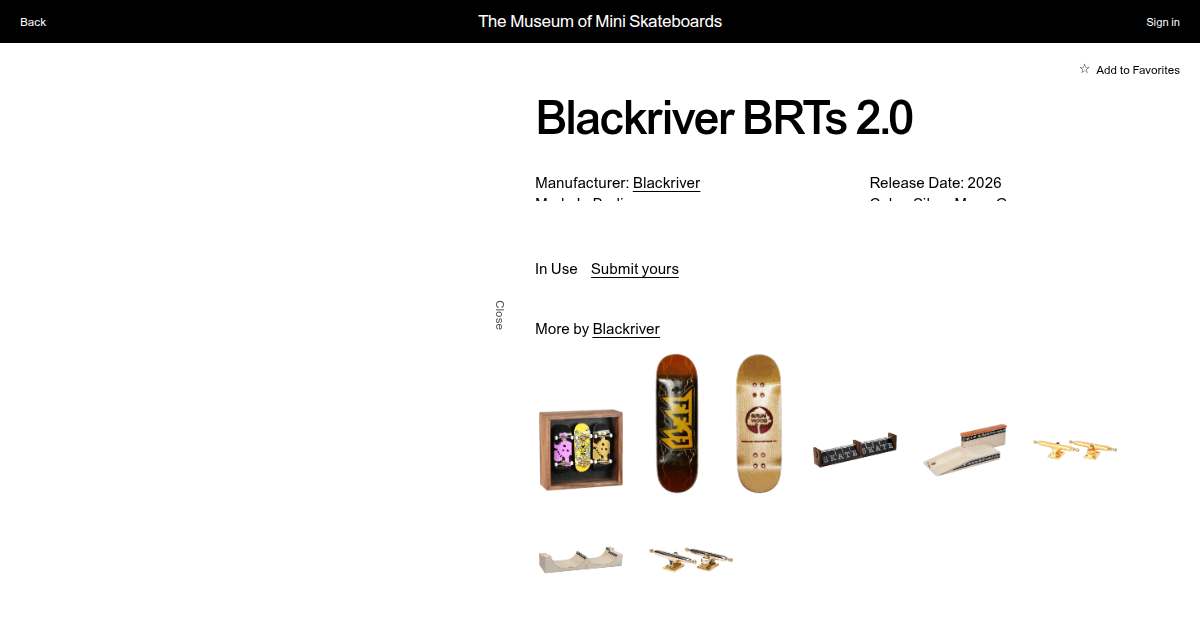 Back
The Museum of Mini Skateboards
Sign in
☆ Add to Favorites
Blackriver BRTs 2.0
Manufacturer: Blackriver
Release Date: 2026
In Use Submit yours
Close
More by Blackriver